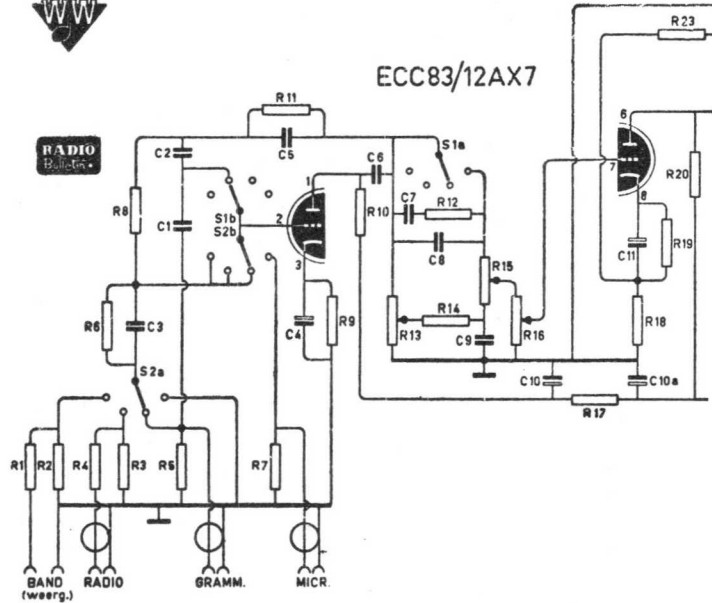 WW
R23
ECC83/12AX7
R11
RADIO
Bulletin
C2
C5
S1a
C6
6
7
R20
R8
S1b
1
R10
C7
R12
8
C1
S2b
2
C8
C11
R19
3
R15
R6
C3
C4
R9
R13
R14
R16
R18
C9
S2a
C10
C10a
R17
R1
R2
R4
R3
R5
R7
BAND
(weerg.)
RADIO
GRAMM.
MICR.